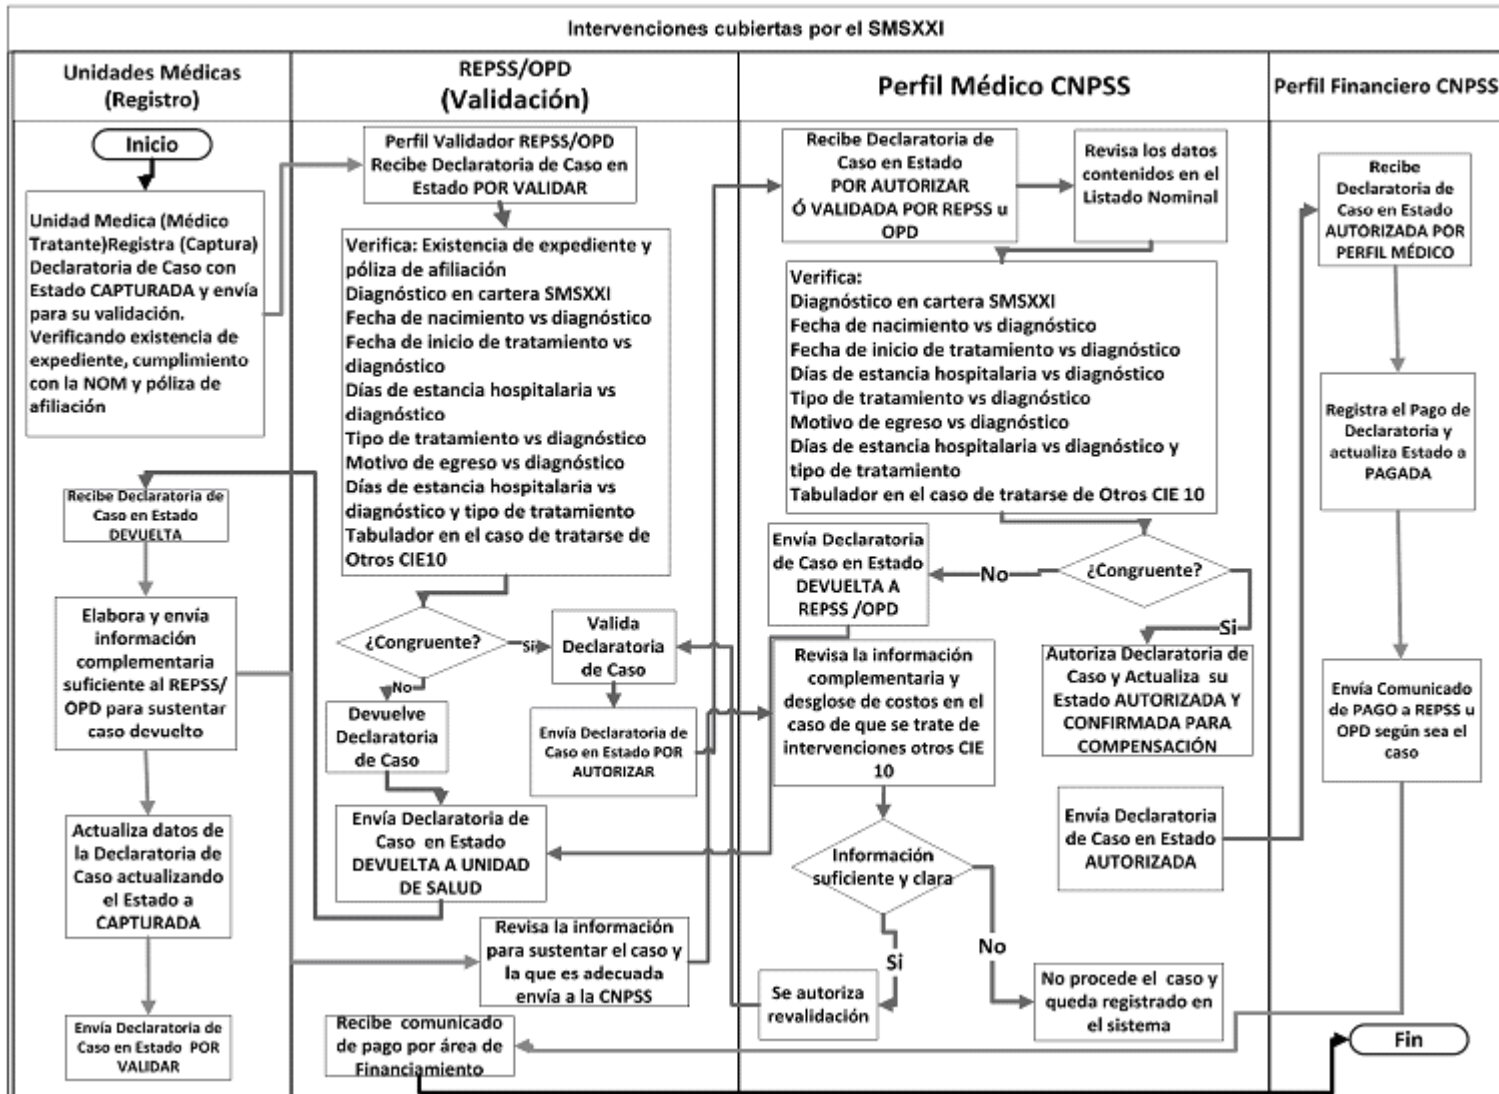 Intervenciones cubiertas por el SMSXXI
Unidades Médicas
(Registro)
Inicio
Unidad Medica (Médico
Tratante)Registra (Captura)
Declaratoria de Caso con
Estado CAPTURADA y envía
para su validación.
Verificando existencia de
expediente, cumplimiento
con la NOM y póliza de
afiliación
Recibe Declaratoria de
Caso en Estado
DEVUELTA
Elabora y envía
información
complementaria
suficiente al REPSS/
OPD para sustentar
caso devuelto
Actualiza datos de
la Declaratoria de
Caso actualizando
el Estado a
CAPTURADA
Envía Declaratoria de
Caso en Estado POR
VALIDAR
REPSS/OPD
(Validación)
Perfil Validador REPSS/OPD
Recibe Declaratoria de Caso en
Estado POR VALIDAR
Verifica: Existencia de expediente y
póliza de afiliación
Diagnóstico en cartera SMSXXI
Fecha de nacimiento vs diagnóstico
Fecha de inicio de tratamiento vs
diagnóstico
Días de estancia hospitalaria vs
diagnóstico
Tipo de tratamiento vs diagnóstico
Motivo de egreso vs diagnóstico
Días de estancia hospitalaria vs
diagnóstico y tipo de tratamiento
Tabulador en el caso de tratarse de
Otros CIE10
¿Congruente?
Si
No
Valida
Declaratoria
de Caso
Devuelve
Declaratoria
de Caso
Envía Declaratoria de
Caso en Estado POR
AUTORIZAR
Envía Declaratoria de
Caso en Estado
DEVUELTA A UNIDAD
DE SALUD
Revisa la información
para sustentar el caso y
la que es adecuada
envía a la CNPSS
Recibe comunicado
de pago por área de
Financiamiento
Perfil Médico CNPSS
Recibe Declaratoria de
Caso en Estado
POR AUTORIZAR
Ó VALIDADA POR REPSS u
OPD
Revisa los datos
contenidos en el
Listado Nominal
Verifica:
Diagnóstico en cartera SMSXXI
Fecha de nacimiento vs diagnóstico
Fecha de inicio de tratamiento vs diagnóstico
Días de estancia hospitalaria vs diagnóstico
Tipo de tratamiento vs diagnóstico
Motivo de egreso vs diagnóstico
Días de estancia hospitalaria vs diagnóstico y
tipo de tratamiento
Tabulador en el caso de tratarse de Otros CIE 10
¿Congruente?
No
Si
Envía Declaratoria
de Caso en Estado
DEVUELTA A
REPSS /OPD
Autoriza Declaratoria de
Caso y Actualiza su
Estado AUTORIZADA Y
CONFIRMADA PARA
COMPENSACIÓN
Revisa la información
complementaria y
desglose de costos en el
caso de que se trate de
intervenciones otros CIE
10
Envía Declaratoria
de Caso en Estado
AUTORIZADA
Información
suficiente y clara
Si
No
Se autoriza
revalidación
No procede el caso y
queda registrado en
el sistema
Perfil Financiero CNPSS
Recibe
Declaratoria de
Caso en Estado
AUTORIZADA POR
PERFIL MÉDICO
Registra el Pago de
Declaratoria y
actualiza Estado a
PAGADA
Envía Comunicado
de PAGO a REPSS u
OPD según sea el
caso
Fin